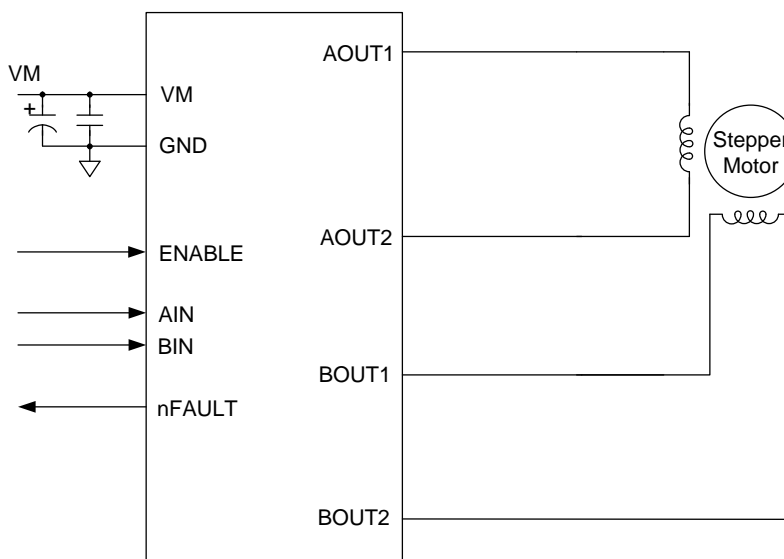 VM
VM
GND
ENABLE
AIN
BIN
nFAULT
AOUT1
AOUT2
BOUT1
BOUT2
Stepper
Motor